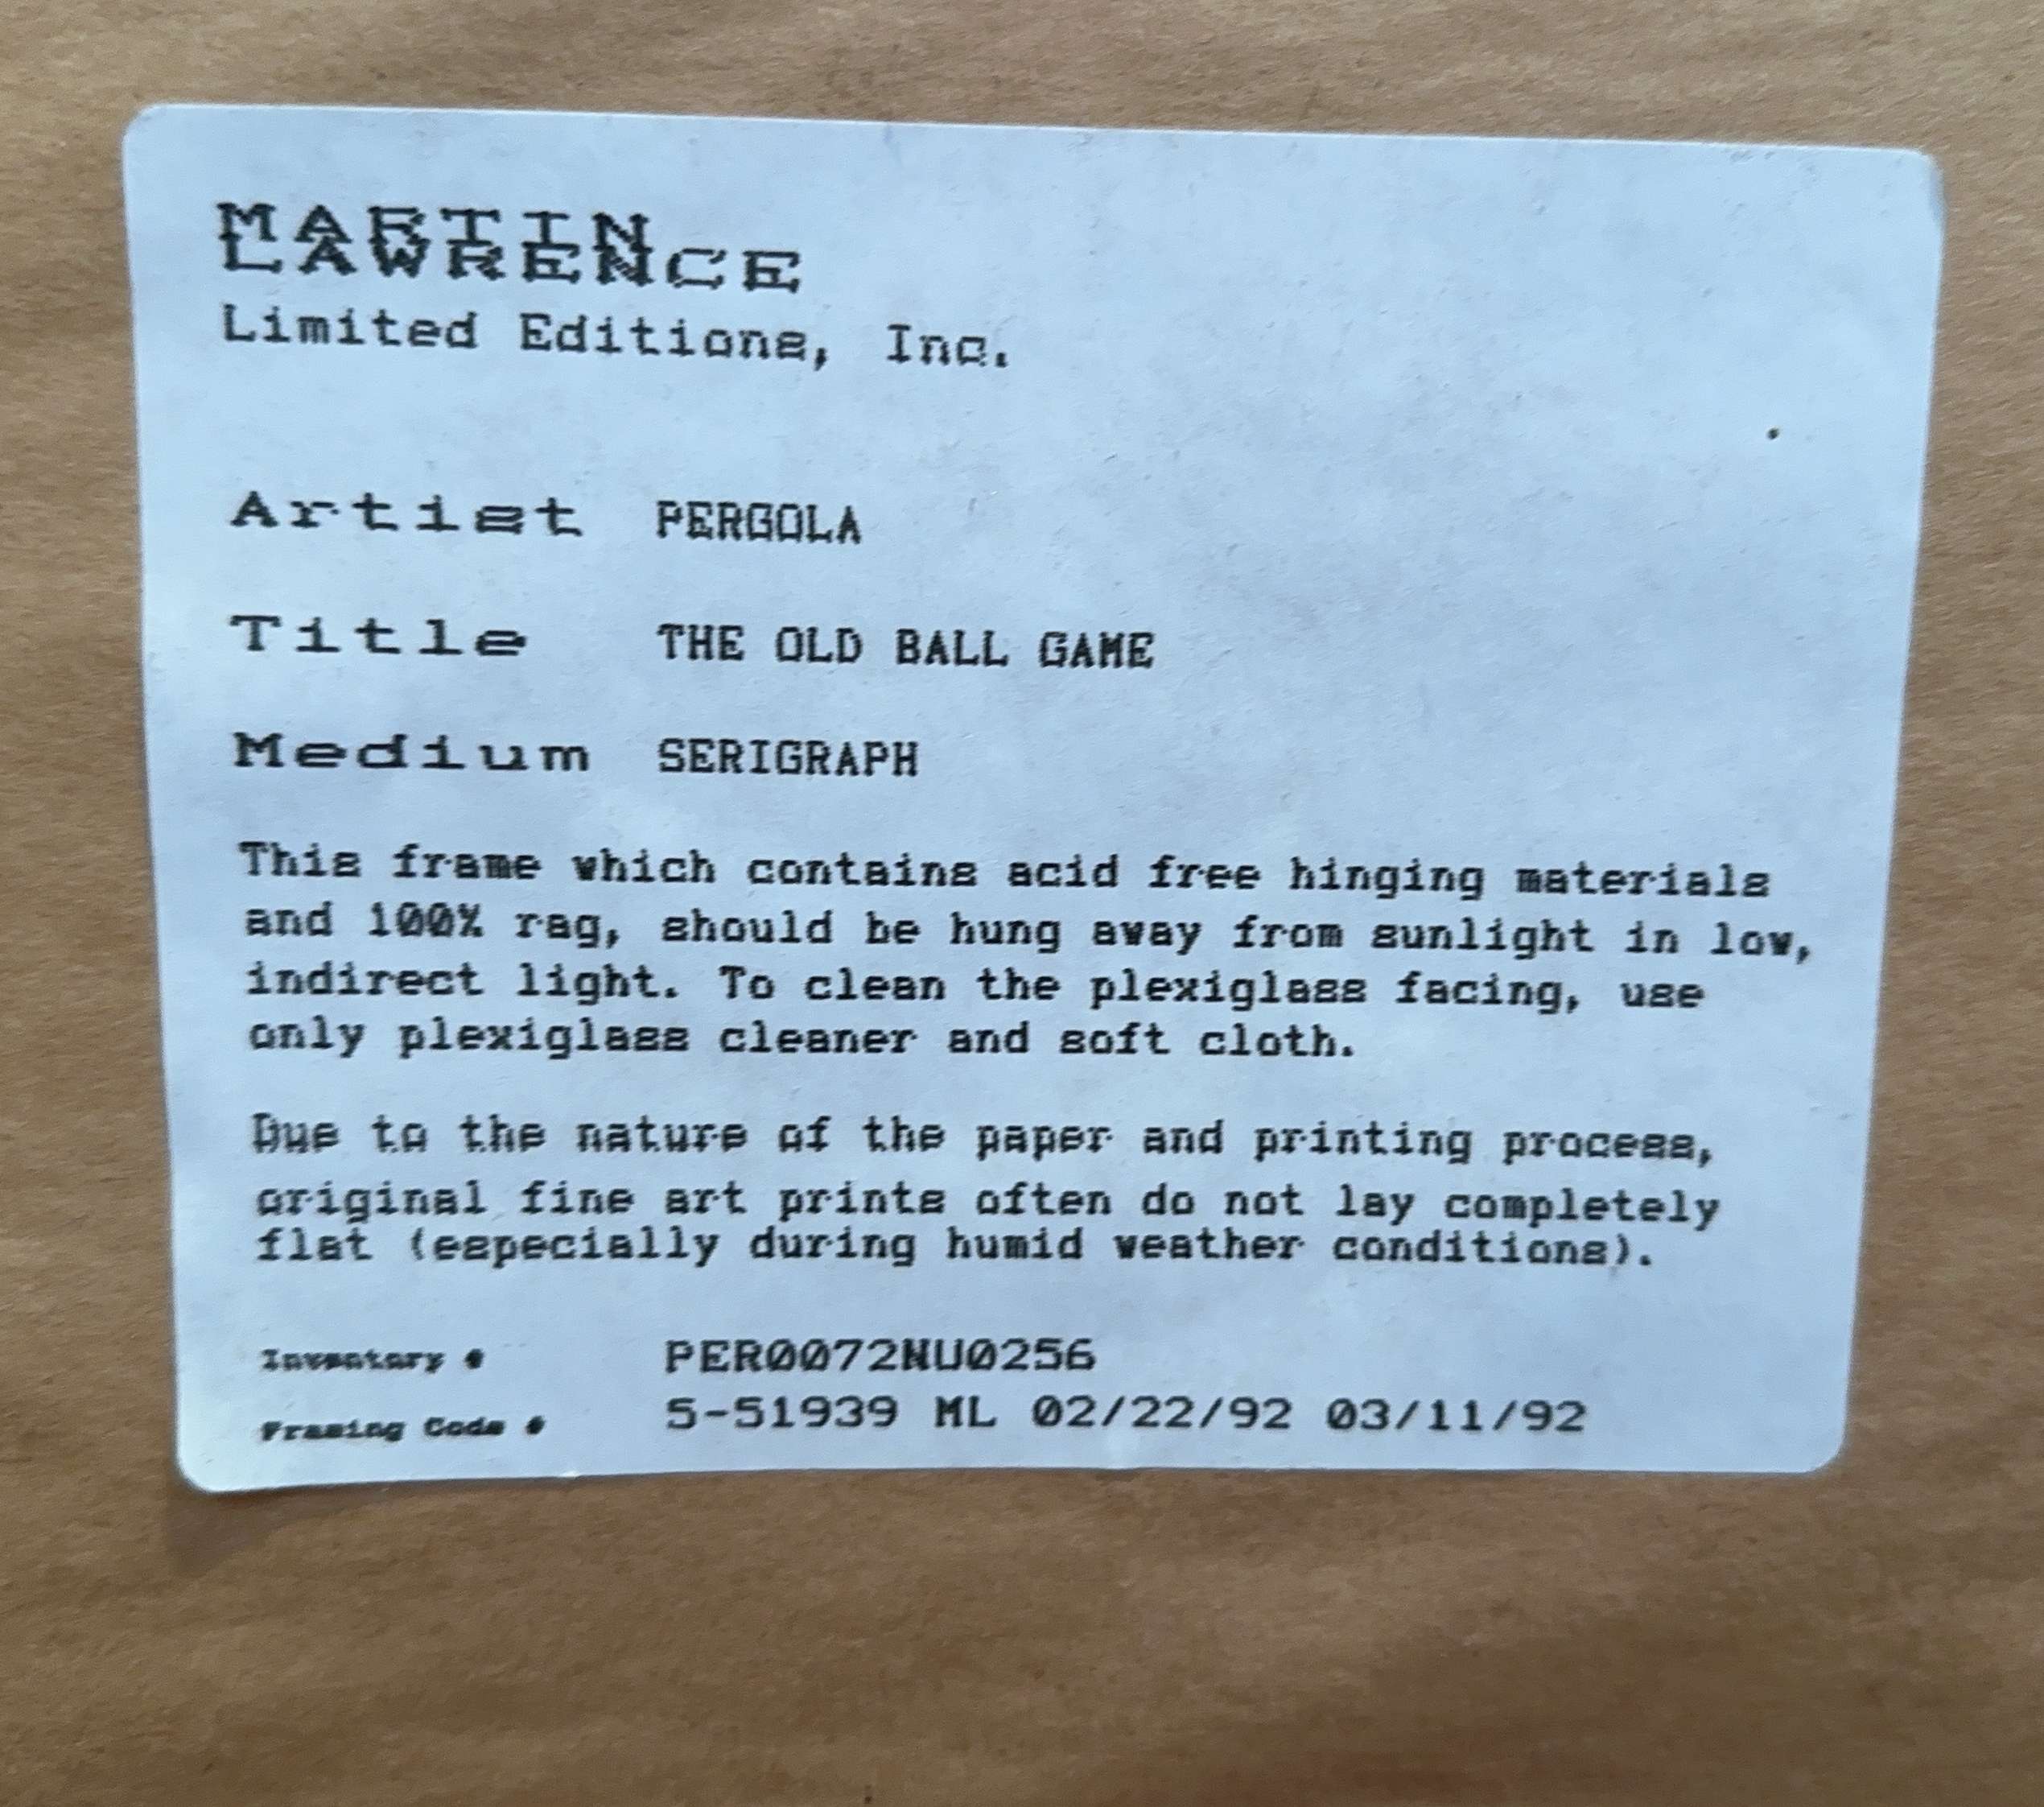 MARTIN
LAWRENCE
Limited Editions, Inc.
Artist PERGOLA
Title THE OLD BALL GAME
Medium SERIGRAPH
This frame which contains acid free hinging materials
and 100% rag, should be hung away from sunlight in low,
indirect light. To clean the plexiglass facing, use
only plexiglass cleaner and soft cloth.
Due to the nature of the paper and printing process,
original fine art prints often do not lay completely
flat (especially during humid weather conditions).
Inventory # PER0072NU0256
Framing Code # 5-51939 ML 02/22/92 03/11/92